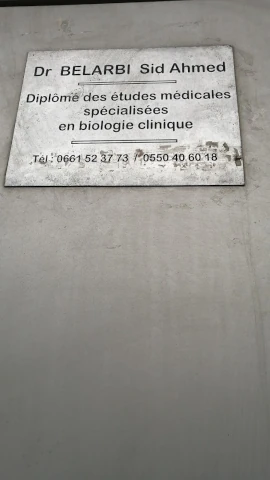 Dr BELARBI Sid Ahmed
Diplôme des études médicales
spécialisées
en biologie clinique
Tél : 0661 52 37 73 / 0550 40 60 18